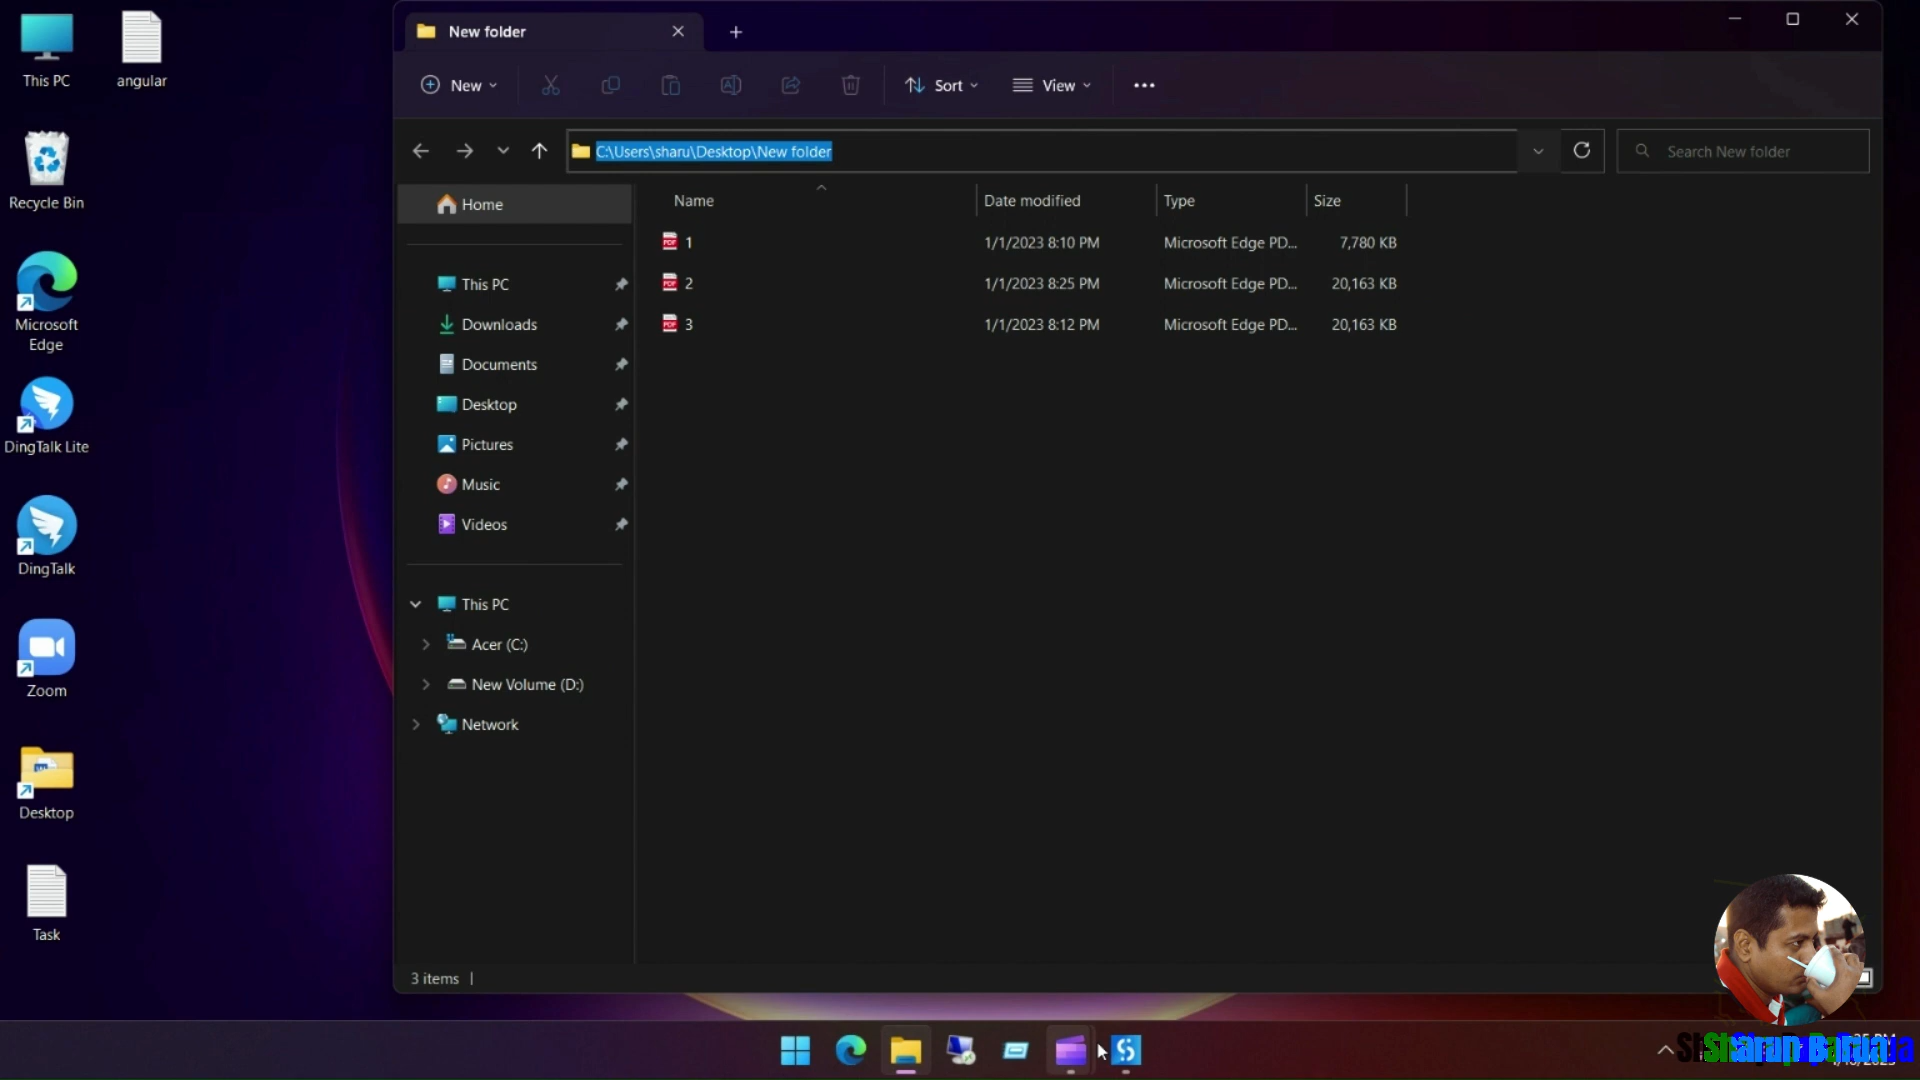 New folder
This PC
angular
New
Sort
View
C:\Users\sharu\Desktop\New folder
Search New folder
Recycle Bin
Home
Name
Date modified
Type
Size
1
1/1/2023 8:10 PM
Microsoft Edge PD...
7,780 KB
2
1/1/2023 8:25 PM
Microsoft Edge PD...
20,163 KB
3
1/1/2023 8:12 PM
Microsoft Edge PD...
20,163 KB
This PC
Downloads
Documents
Desktop
Pictures
Music
Videos
This PC
Acer (C:)
New Volume (D:)
Network
Microsoft
Edge
DingTalk Lite
DingTalk
Zoom
Desktop
Task
3 items